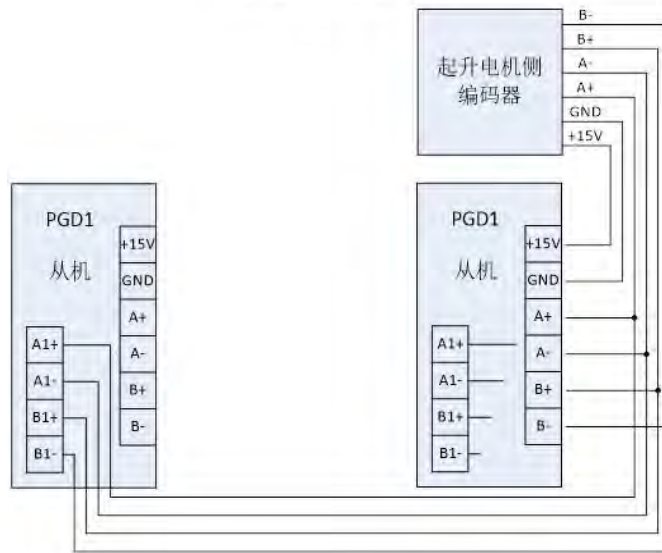 B-
B+
A-
A+
GND
+15V
起升电机侧
编码器
PGD1
从机
+15V
GND
A+
A-
B+
B-
A1+
A1-
B1+
B1-
PGD1
从机
+15V
GND
A+
A-
B+
B-
A1+
A1-
B1+
B1-